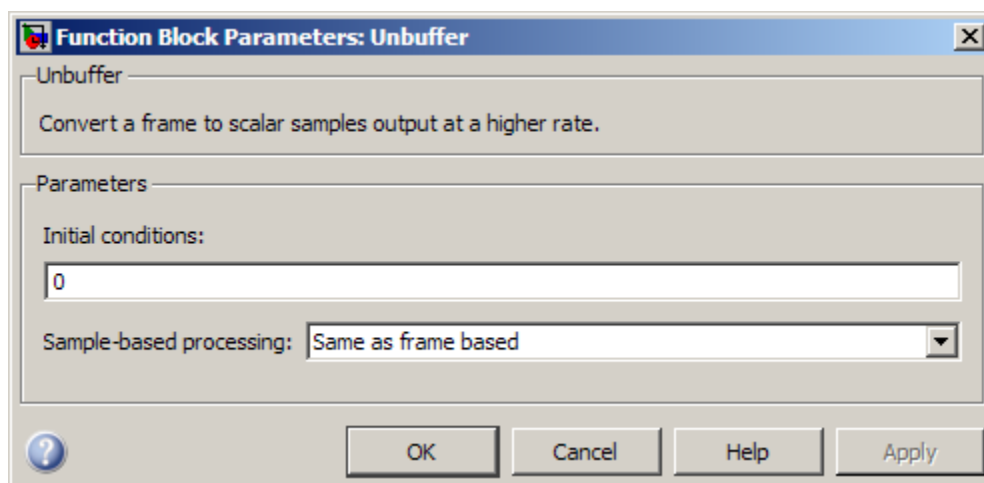 Function Block Parameters: Unbuffer
Unbuffer
Convert a frame to scalar samples output at a higher rate.
Parameters
Initial conditions:
0
Sample-based processing: Same as frame based
OK Cancel Help Apply